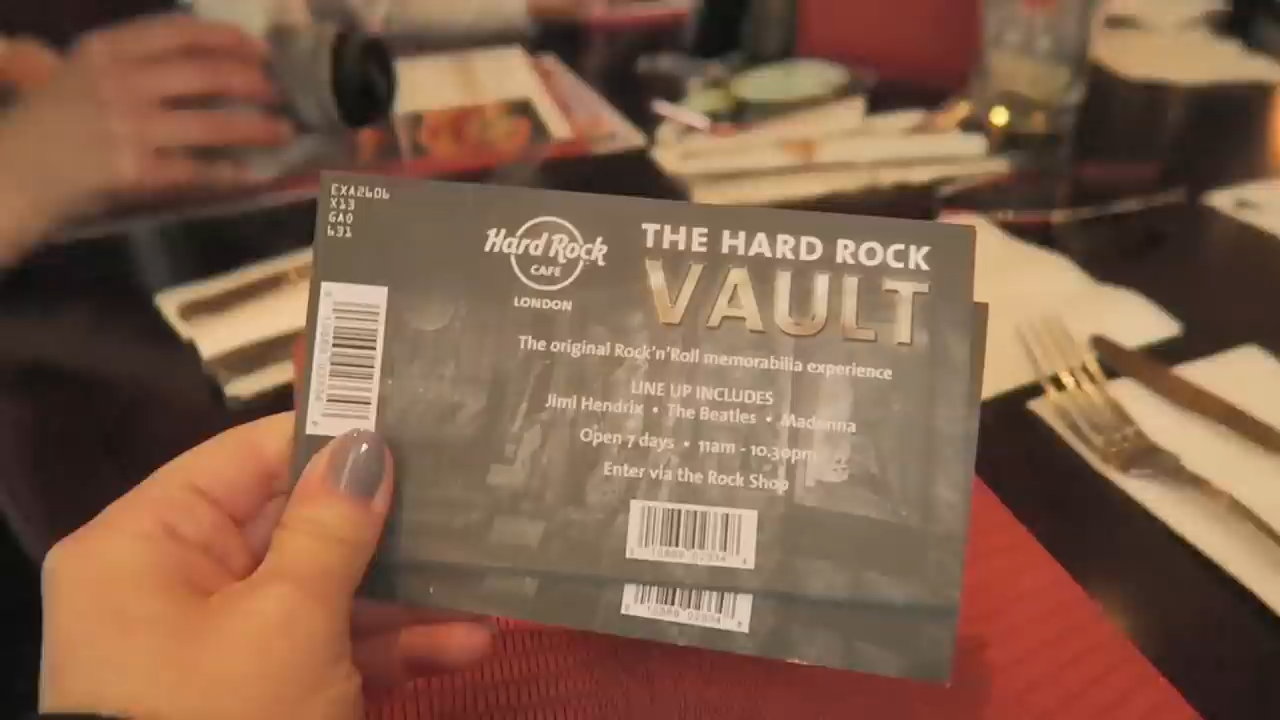 EXA2606
X13
GA0
631
Hard Rock
CAFE
LONDON
THE HARD ROCK
VAULT
The original Rock'n'Roll memorabilia experience
LINE UP INCLUDES
Jimi Hendrix • The Beatles • Madonna
Open 7 days • 11am - 10.30pm
Enter via the Rock Shop